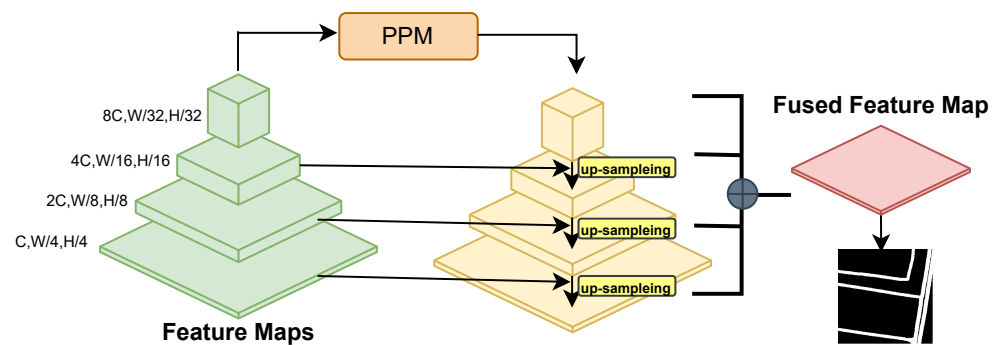 PPM
8C,W/32,H/32
4C,W/16,H/16
2C,W/8,H/8
C,W/4,H/4
Feature Maps
up-sampleing
up-sampleing
up-sampleing
Fused Feature Map